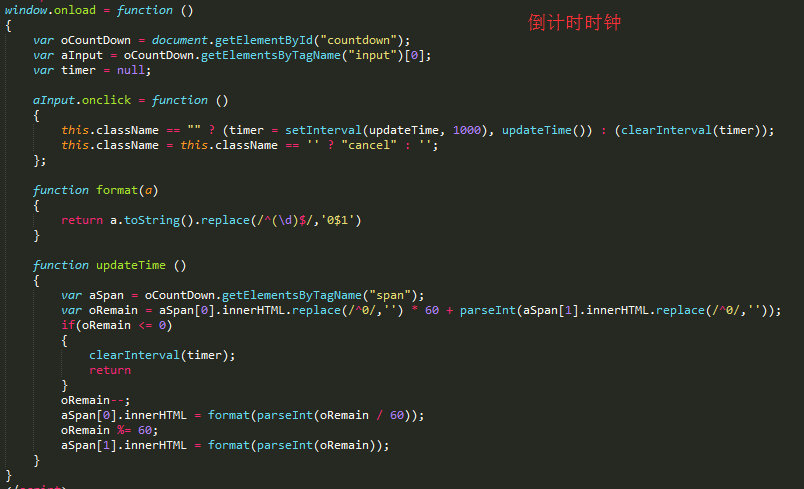 window.onload = function ()
倒计时时钟
{
var oCountDown = document.getElementById("countdown");
var aInput = oCountDown.getElementsByTagName("input")[0];
var timer = null;
aInput.onclick = function ()
{
this.className == "" ? (timer = setInterval(updateTime, 1000), updateTime()) : (clearInterval(timer));
this.className = this.className == '' ? "cancel" : '';
};
function format(a)
{
return a.toString().replace(/^(\d)$/,'0$1')
}
function updateTime ()
{
var aSpan = oCountDown.getElementsByTagName("span");
var oRemain = aSpan[0].innerHTML.replace(/^0/,'') * 60 + parseInt(aSpan[1].innerHTML.replace(/^0/,''));
if(oRemain <= 0)
{
clearInterval(timer);
return
}
oRemain--;
aSpan[0].innerHTML = format(parseInt(oRemain / 60));
oRemain %= 60;
aSpan[1].innerHTML = format(parseInt(oRemain));
}
}
</script>